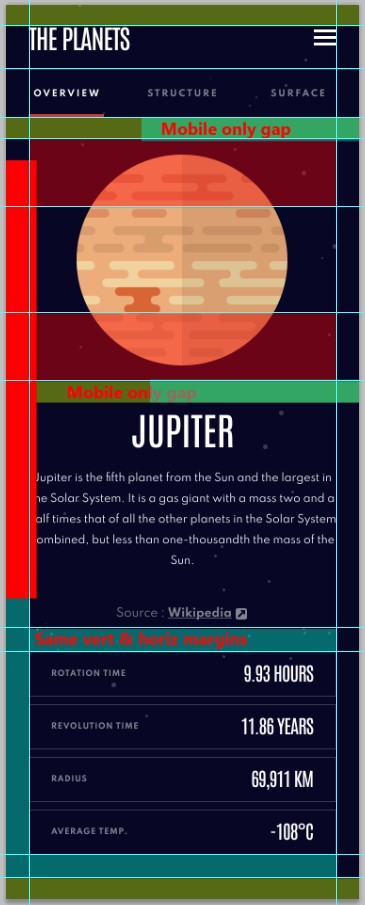 THE PLANETS
OVERVIEW STRUCTURE SURFACE
Mobile only gap
Mobile only gap
JUPITER
Jupiter is the fifth planet from the Sun and the largest in
he Solar System. It is a gas giant with a mass two and a
alf times that of all the other planets in the Solar System
ombined, but less than one-thousandth the mass of the
Sun.
Source : Wikipedia
Same vert & horiz margins
ROTATION TIME 9.93 HOURS
REVOLUTION TIME 11.86 YEARS
RADIUS 69,911 KM
AVERAGE TEMP. -108°C